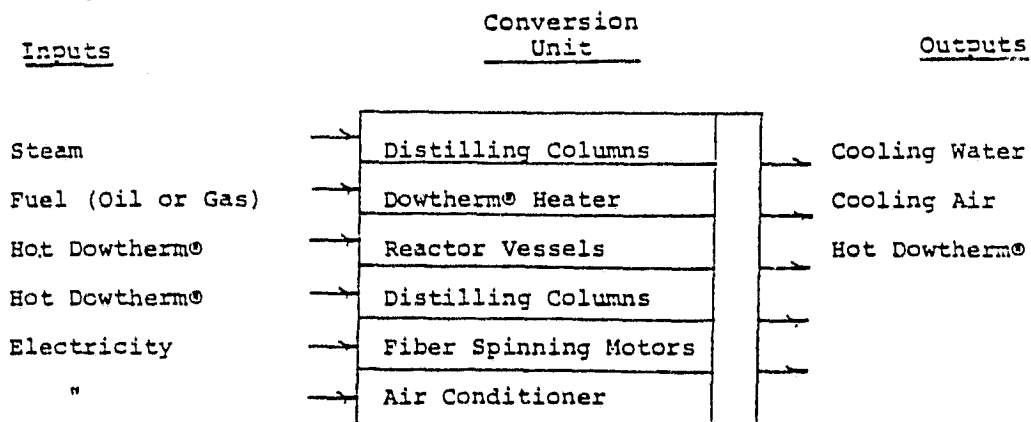 Conversion
Inputs Unit Outputs
Steam Distilling Columns Cooling Water
Fuel (Oil or Gas) Dowtherm® Heater Cooling Air
Hot Dowtherm® Reactor Vessels Hot Dowtherm®
Hot Dowtherm® Distilling Columns
Electricity Fiber Spinning Motors
" Air Conditioner